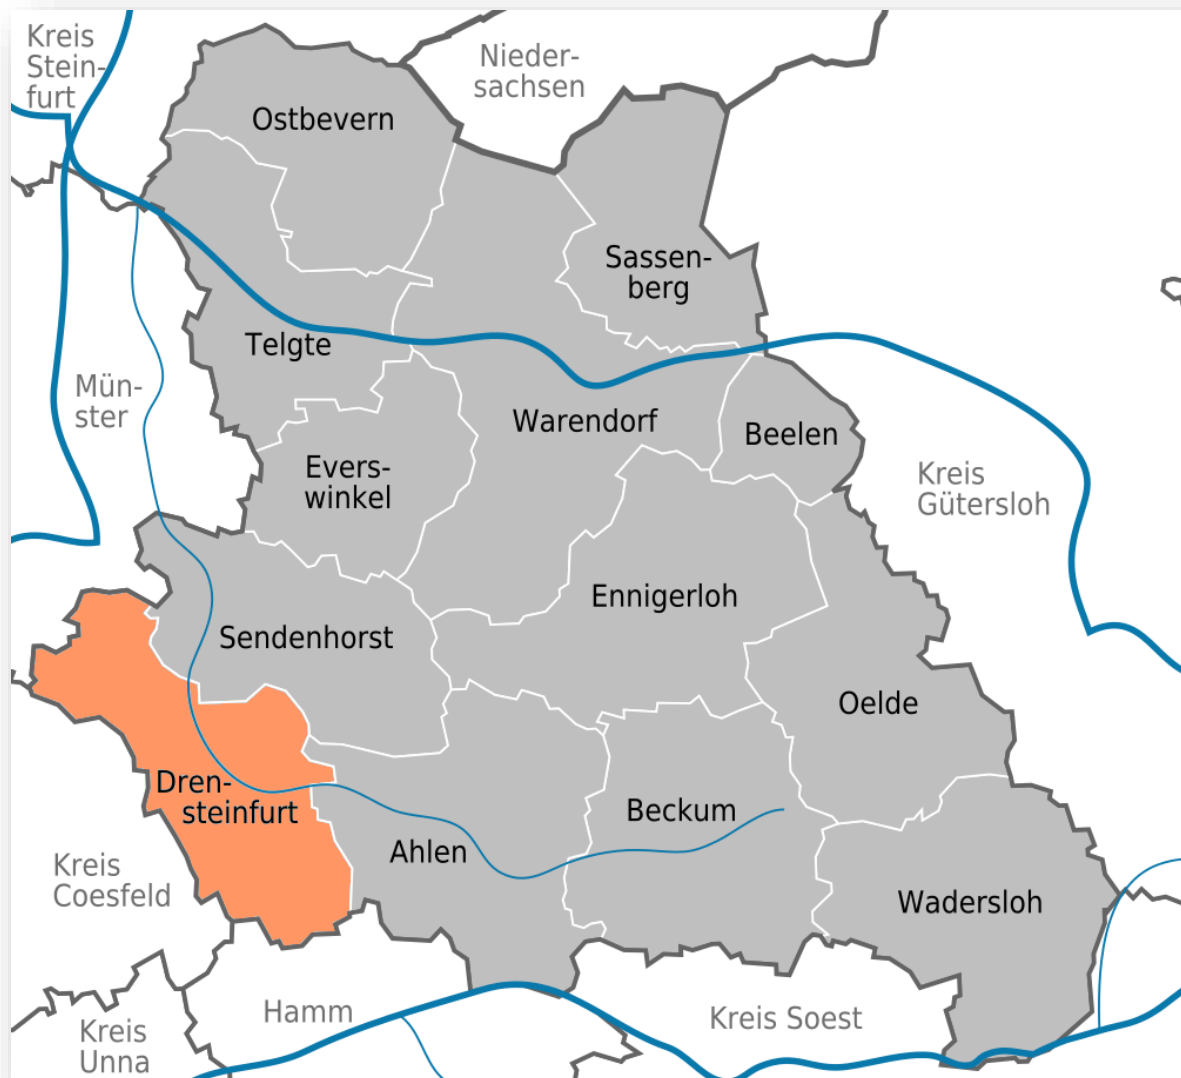 Kreis
Stein-
furt
Nieder-
sachsen
Ostbevern
Sassen-
berg
Telgte
Mün-
ster
Warendorf
Beelen
Evers-
winkel
Kreis
Gütersloh
Ennigerloh
Sendenhorst
Oelde
Dren-
steinfurt
Beckum
Ahlen
Kreis
Coesfeld
Wadersloh
Hamm
Kreis Soest
Kreis
Unna